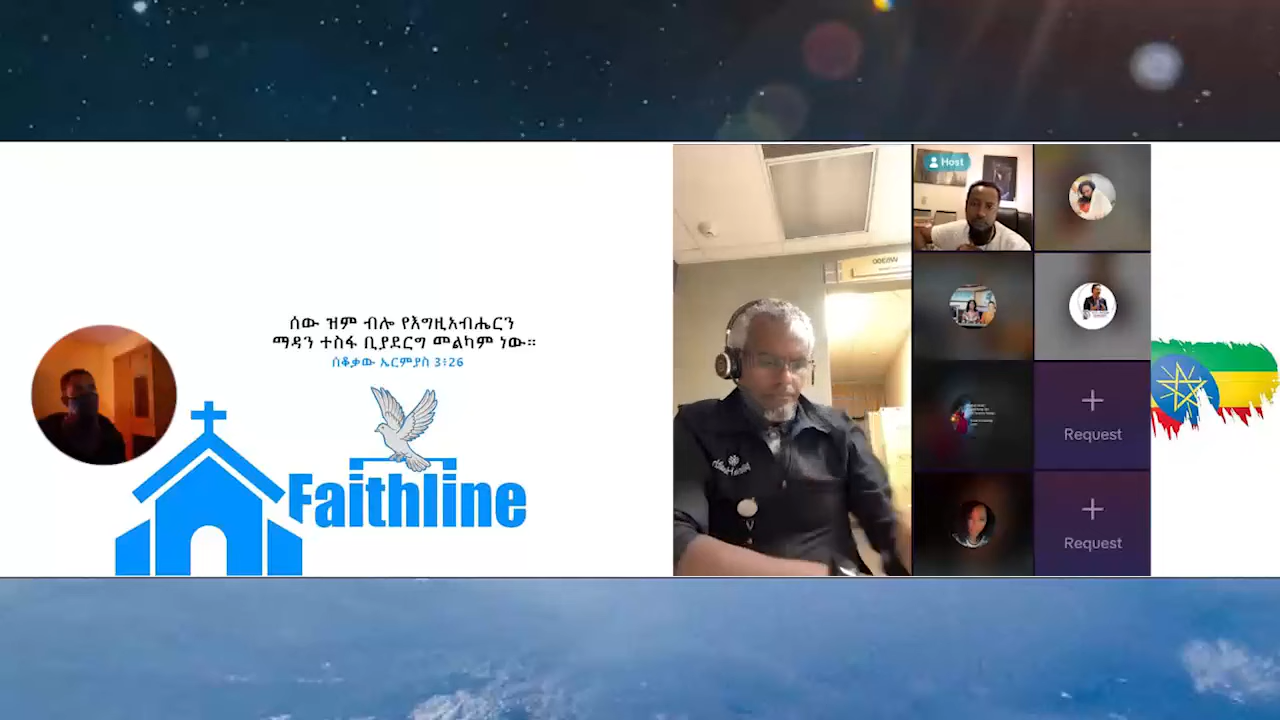 ሰው ዝም ብሎ የእግዚአብሔርን
ማዳን ተስፋ ቢያደርግ መልካም ነው።
ሰቆቃው ኤርምያስ 3፥26
Faithline
Host
Request
Request